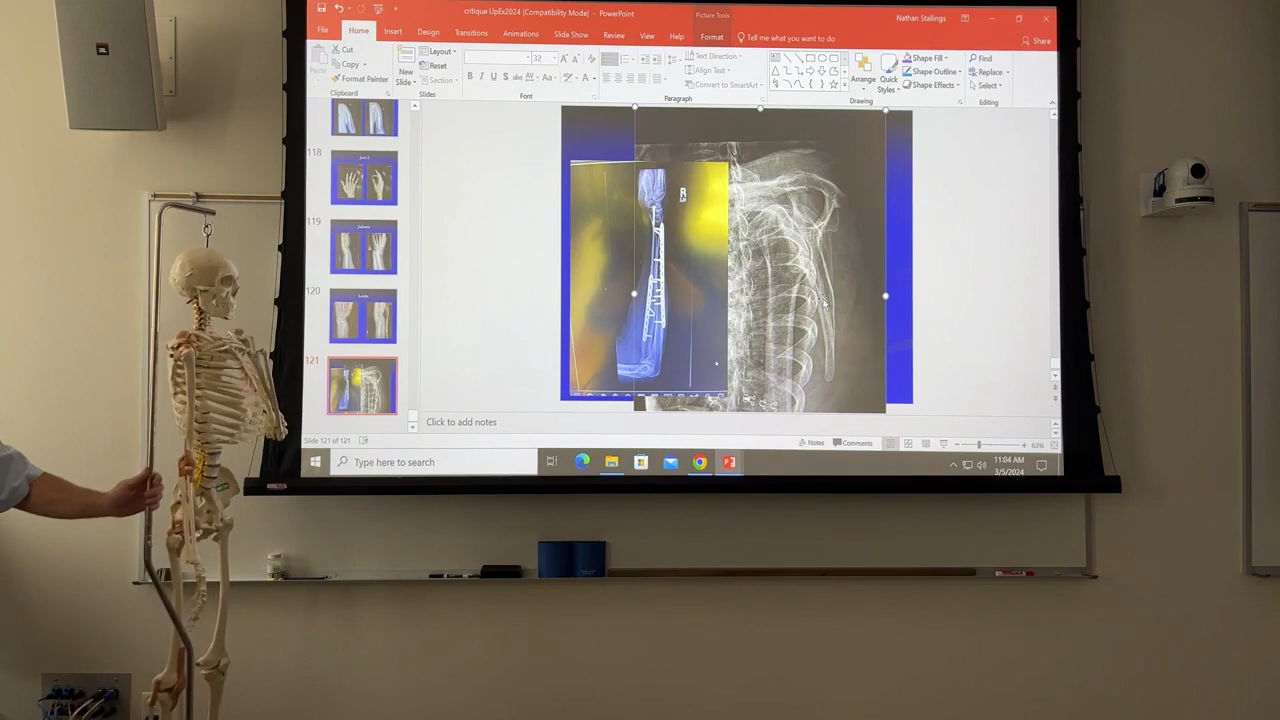 critique UpEx2024 [Compatibility Mode] - PowerPoint
Picture Tools
Nathan Stallings
File Home Insert Design Transitions Animations Slide Show Review View Help Format Tell me what you want to do
Share
Paste
Cut
Copy
Format Painter
Clipboard
New Slide
Layout
Reset
Section
Slides
32
B I U S
Aa
A
Font
Text Direction
Align Text
Convert to SmartArt
Paragraph
Arrange
Quick Styles
Shape Fill
Shape Outline
Shape Effects
Drawing
Find
Replace
Select
Editing
118
119
120
121
R
Click to add notes
Slide 121 of 121
Notes
Comments
63%
Type here to search
11:04 AM
3/5/2024